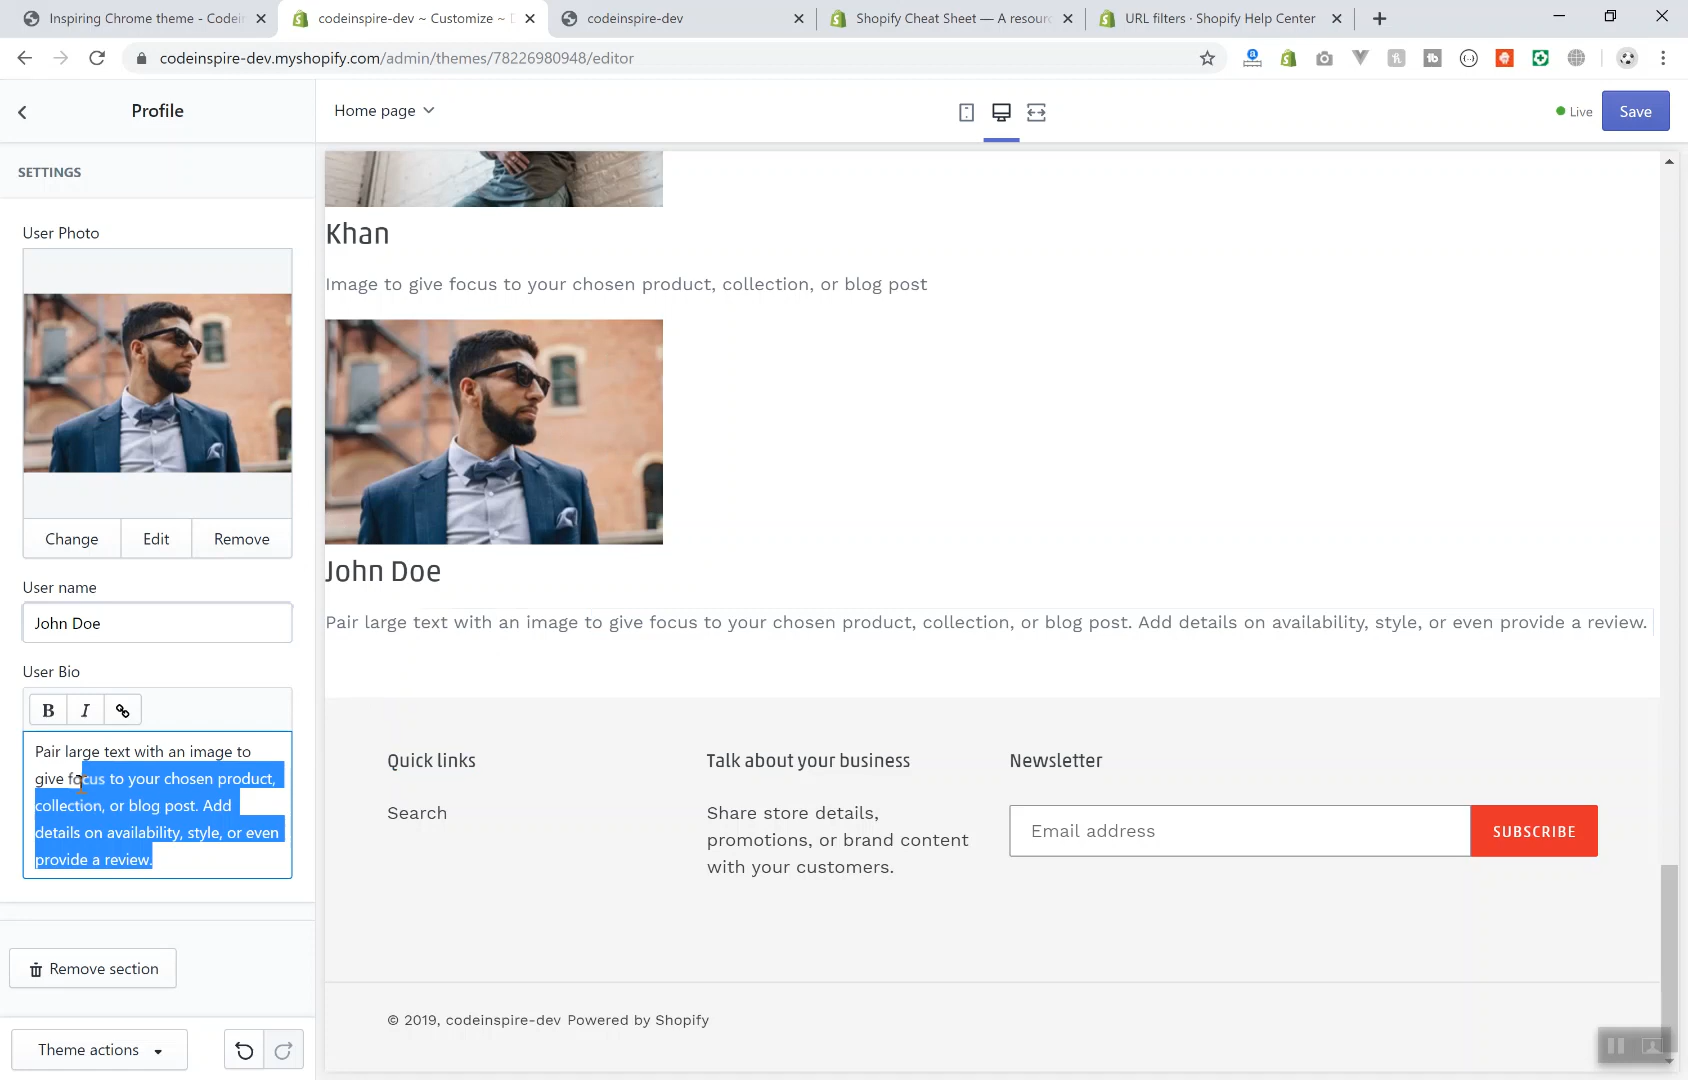 Inspiring Chrome theme - Codein
codeinspire-dev ~ Customize ~
codeinspire-dev
Shopify Cheat Sheet — A resour
URL filters · Shopify Help Center
codeinspire-dev.myshopify.com/admin/themes/78226980948/editor
Profile
Home page
Live
Save
SETTINGS
User Photo
Change
Edit
Remove
User name
John Doe
User Bio
B
I
Pair large text with an image to
give focus to your chosen product,
collection, or blog post. Add
details on availability, style, or even
provide a review.
Remove section
Theme actions
Khan
Image to give focus to your chosen product, collection, or blog post
John Doe
Pair large text with an image to give focus to your chosen product, collection, or blog post. Add details on availability, style, or even provide a review.
Quick links
Search
Talk about your business
Share store details,
promotions, or brand content
with your customers.
Newsletter
Email address
SUBSCRIBE
© 2019, codeinspire-dev Powered by Shopify